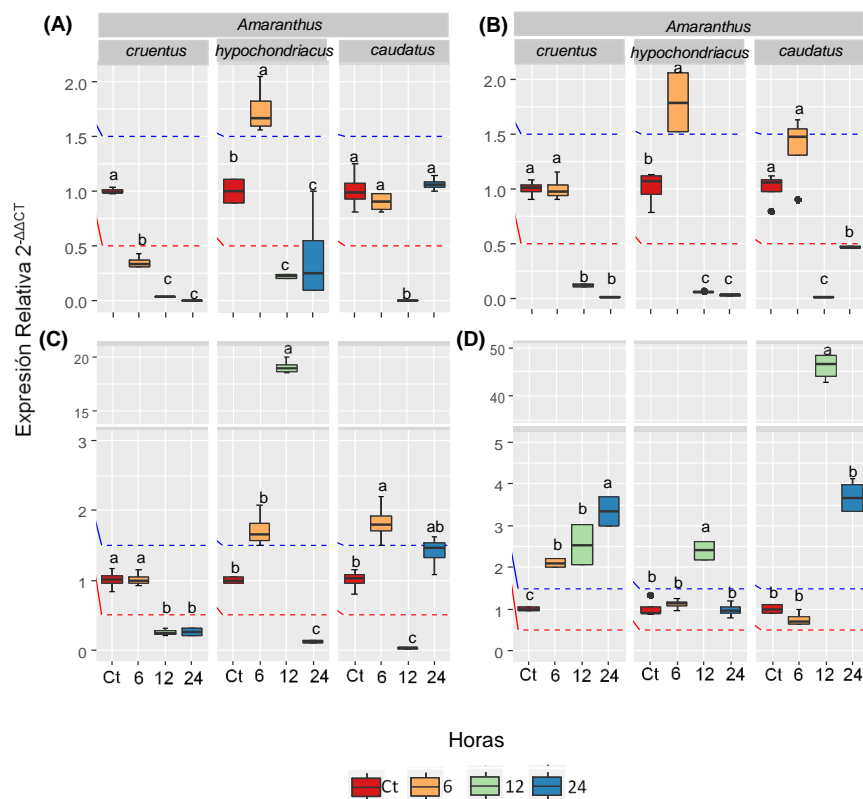 (A) Amaranthus
cruentus hypochondriacus caudatus
2.0
1.5
1.0
0.5
0.0
a b c c
b a c c
a a b a
(B) Amaranthus
cruentus hypochondriacus caudatus
2.0
1.5
1.0
0.5
0.0
a a b b
b a c c
a a c b
Expresión Relativa 2-ΔΔCT
(C)
20
15
3
2
1
0
a a b b
b b a c
b a c ab
Ct 6 12 24 Ct 6 12 24 Ct 6 12 24
(D)
50
40
5
4
3
2
1
0
c b b a
b b a b
b b a b
Ct 6 12 24 Ct 6 12 24 Ct 6 12 24
Horas
Ct 6 12 24